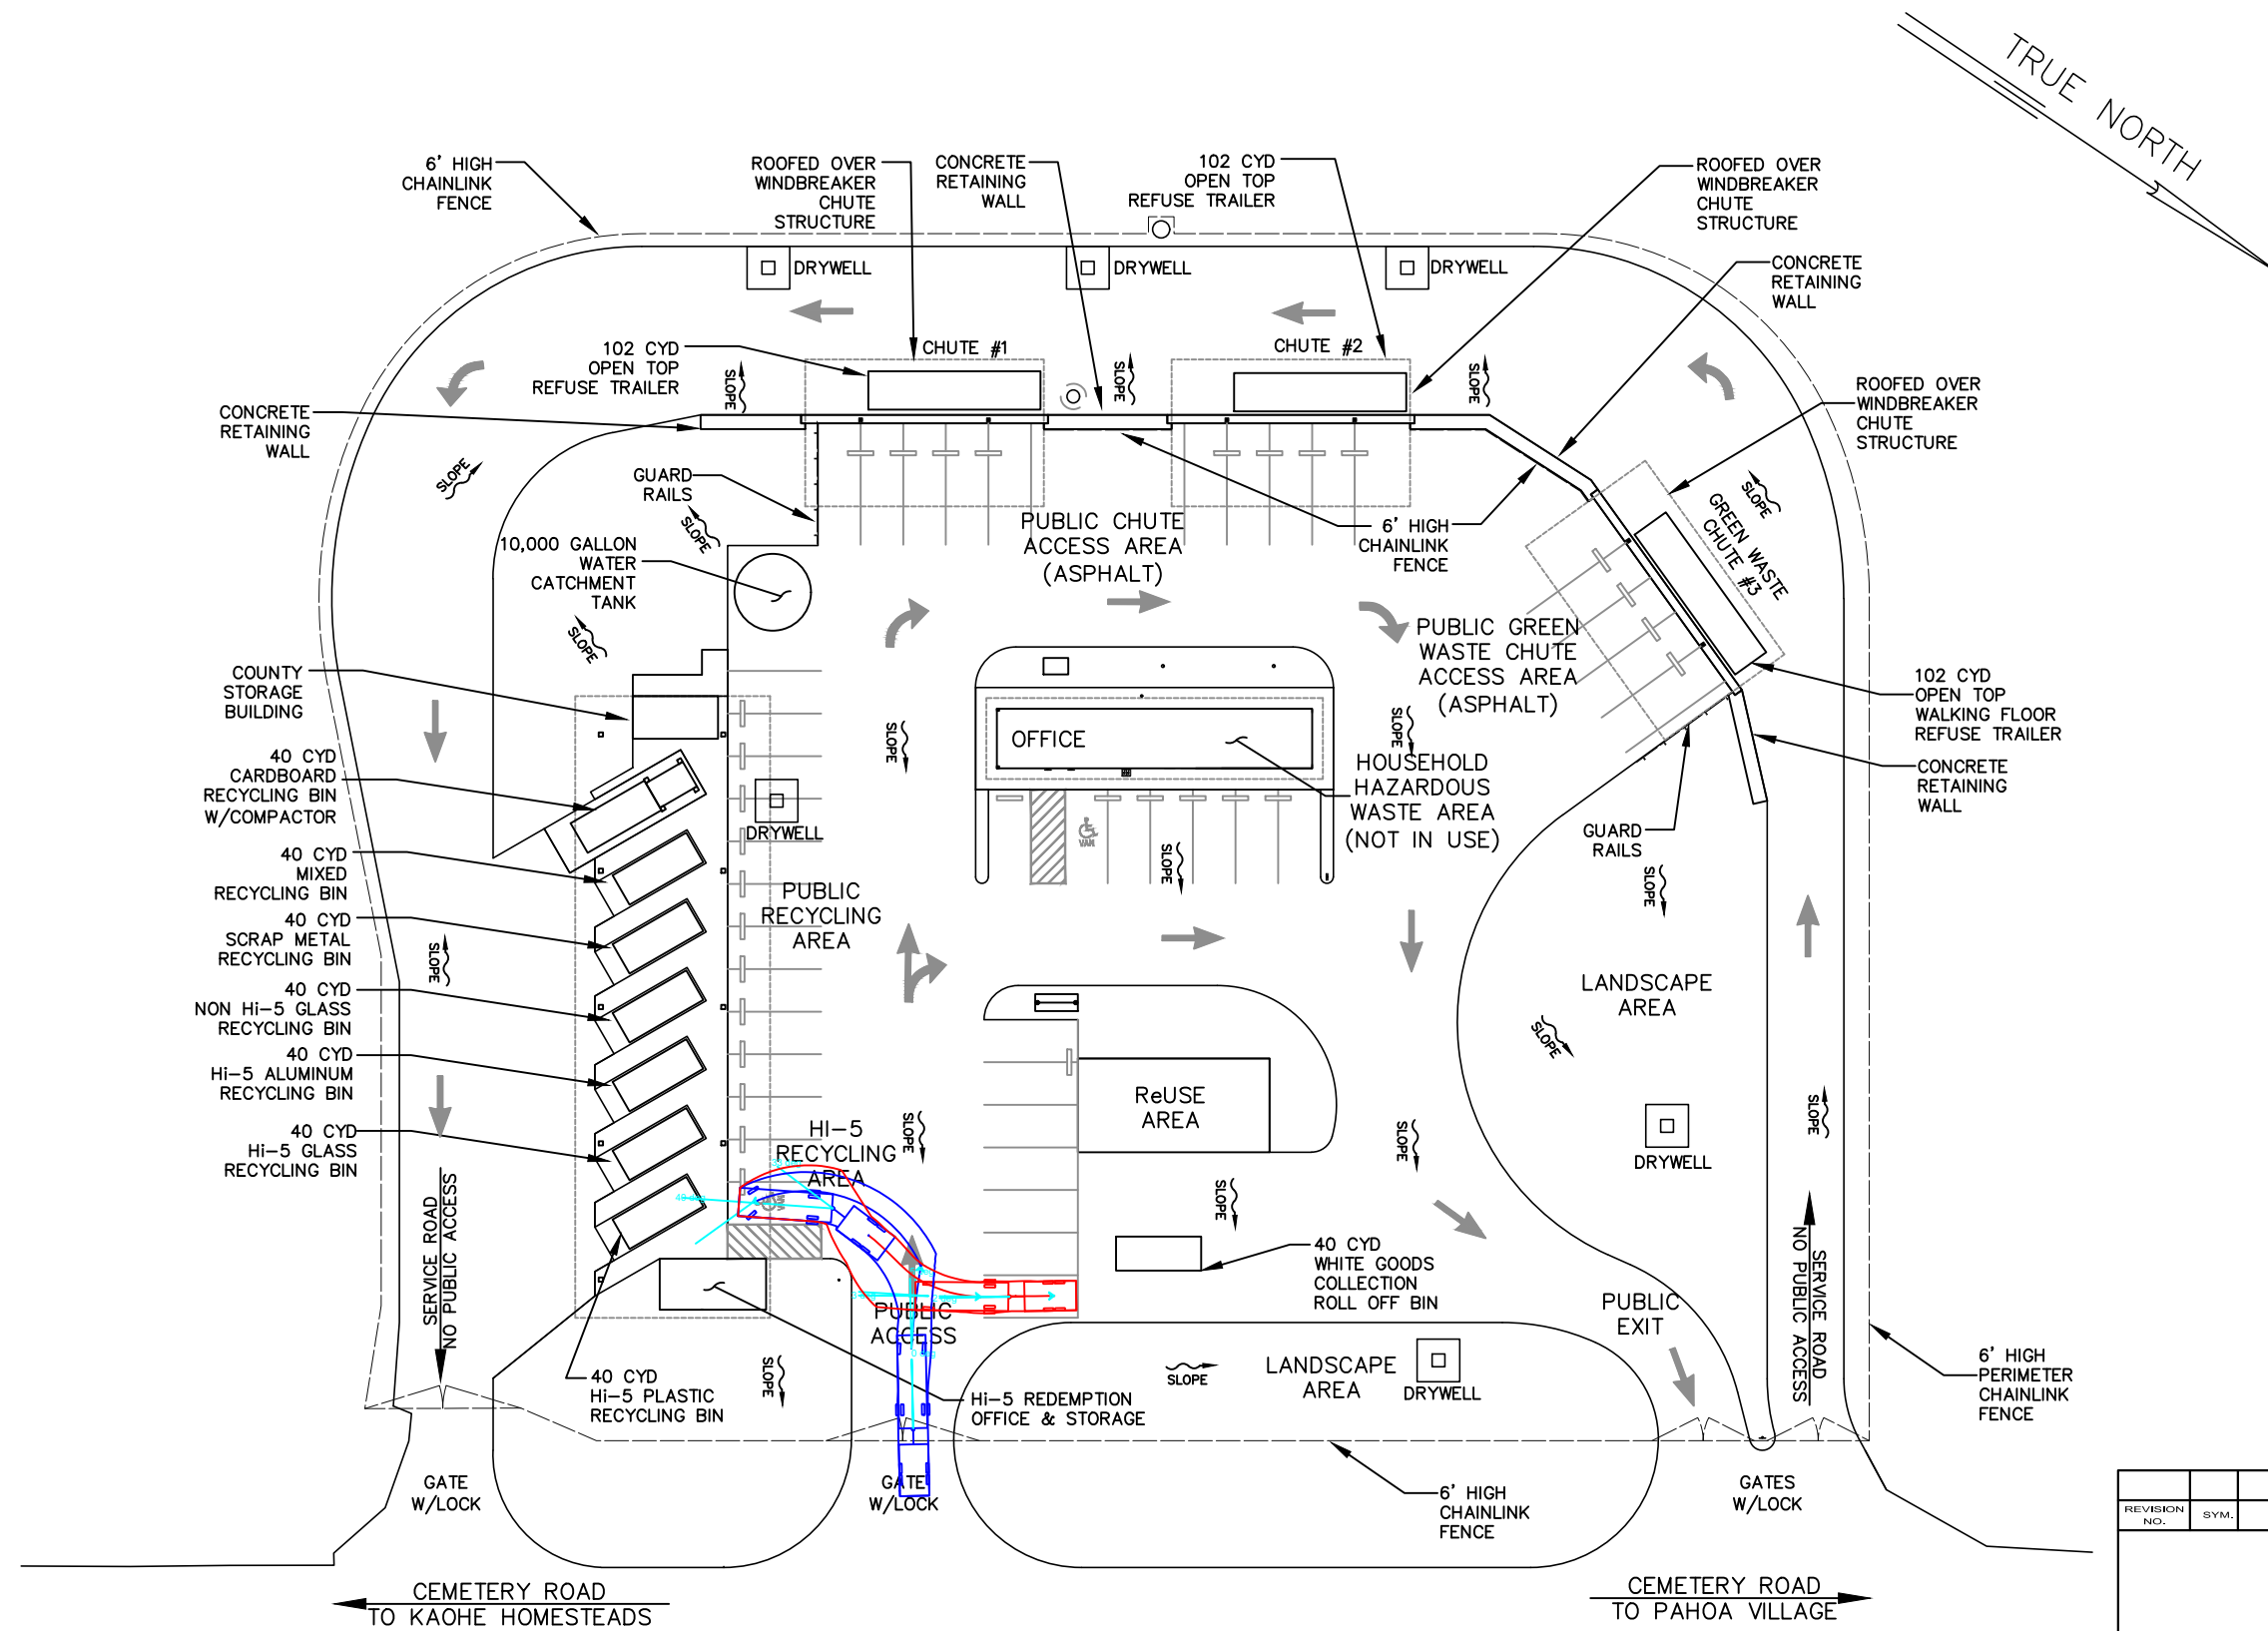 TRUE NORTH
6' HIGH
CHAINLINK
FENCE
ROOFED OVER
WINDBREAKER
CHUTE
STRUCTURE
CONCRETE
RETAINING
WALL
102 CYD
OPEN TOP
REFUSE TRAILER
ROOFED OVER
WINDBREAKER
CHUTE
STRUCTURE
DRYWELL
DRYWELL
DRYWELL
CONCRETE
RETAINING
WALL
102 CYD
OPEN TOP
REFUSE TRAILER
CHUTE #1
CHUTE #2
SLOPE
SLOPE
SLOPE
CONCRETE
RETAINING
WALL
ROOFED OVER
WINDBREAKER
CHUTE
STRUCTURE
SLOPE
GUARD
RAILS
SLOPE
GREEN WASTE
CHUTE #3
SLOPE
PUBLIC CHUTE
ACCESS AREA
(ASPHALT)
6' HIGH
CHAINLINK
FENCE
10,000 GALLON
WATER
CATCHMENT
TANK
SLOPE
PUBLIC GREEN
WASTE CHUTE
ACCESS AREA
(ASPHALT)
COUNTY
STORAGE
BUILDING
102 CYD
OPEN TOP
WALKING FLOOR
REFUSE TRAILER
SLOPE
OFFICE
SLOPE
HOUSEHOLD
HAZARDOUS
WASTE AREA
(NOT IN USE)
40 CYD
CARDBOARD
RECYCLING BIN
W/COMPACTOR
CONCRETE
RETAINING
WALL
DRYWELL
VAN
GUARD
RAILS
40 CYD
MIXED
RECYCLING BIN
SLOPE
SLOPE
PUBLIC
RECYCLING
AREA
40 CYD
SCRAP METAL
RECYCLING BIN
SLOPE
40 CYD
NON Hi-5 GLASS
RECYCLING BIN
LANDSCAPE
AREA
SLOPE
40 CYD
Hi-5 ALUMINUM
RECYCLING BIN
ReUSE
AREA
SLOPE
40 CYD
Hi-5 GLASS
RECYCLING BIN
HI-5
RECYCLING
AREA
SLOPE
SLOPE
DRYWELL
SERVICE ROAD
NO PUBLIC ACCESS
SLOPE
40 CYD
WHITE GOODS
COLLECTION
ROLL OFF BIN
SERVICE ROAD
NO PUBLIC ACCESS
PUBLIC
ACCESS
PUBLIC
EXIT
SLOPE
40 CYD
Hi-5 PLASTIC
RECYCLING BIN
Hi-5 REDEMPTION
OFFICE & STORAGE
SLOPE
LANDSCAPE
AREA
DRYWELL
6' HIGH
PERIMETER
CHAINLINK
FENCE
GATE
W/LOCK
GATE
W/LOCK
6' HIGH
CHAINLINK
FENCE
GATES
W/LOCK
REVISION
NO.
SYM.
CEMETERY ROAD
TO KAOHE HOMESTEADS
CEMETERY ROAD
TO PAHOA VILLAGE